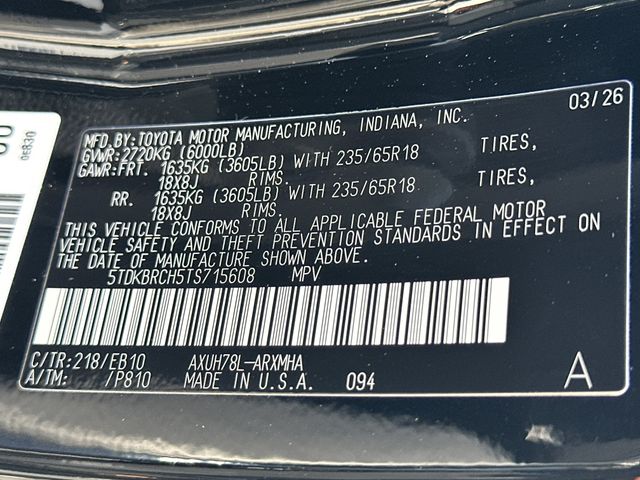 03/26
MFD.BY:TOYOTA MOTOR MANUFACTURING, INDIANA, INC.
GVWR:2720KG (6000LB)
GAWR:FRT. 1635KG (3605LB) WITH 235/65R18 TIRES,
18X8J RIMS.
RR. 1635KG (3605LB) WITH 235/65R18 TIRES,
18X8J RIMS.
THIS VEHICLE CONFORMS TO ALL APPLICABLE FEDERAL MOTOR
VEHICLE SAFETY AND THEFT PREVENTION STANDARDS IN EFFECT ON
THE DATE OF MANUFACTURE SHOWN ABOVE.
5TDKBRCH5TS715608 MPV
C/TR:218/EB10 AXUH78L-ARXMHA
A/TM: /P810 MADE IN U.S.A. 094
A
0ER30